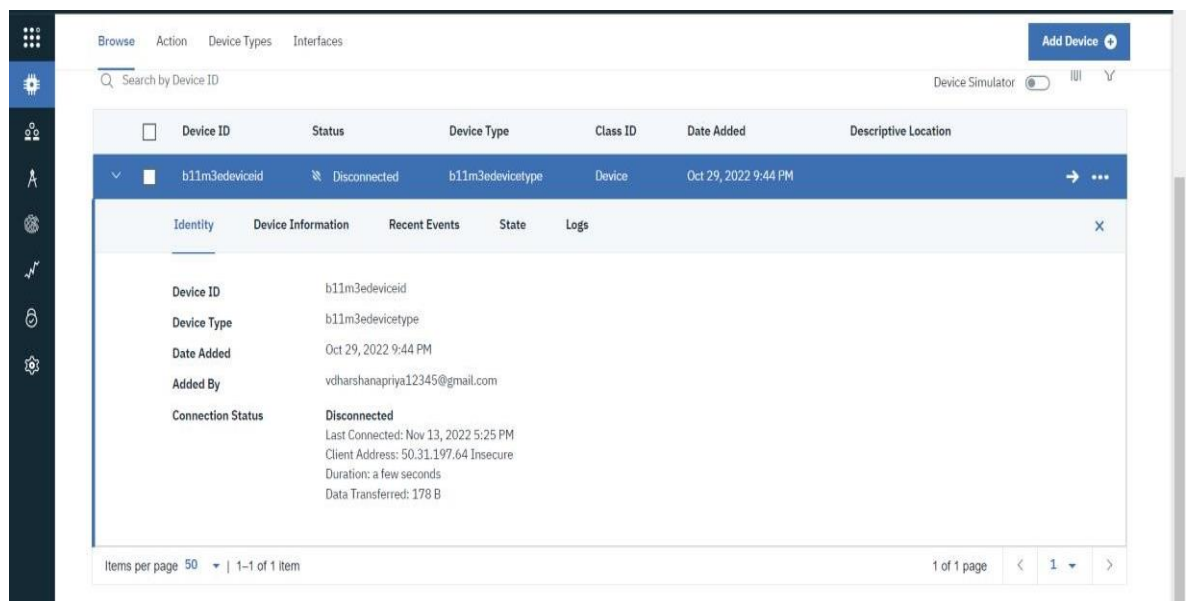 Browse Action Device Types Interfaces Add Device
Search by Device ID Device Simulator
Device ID Status Device Type Class ID Date Added Descriptive Location
b11m3edeviceid Disconnected b11m3edevicetype Device Oct 29, 2022 9:44 PM
Identity Device Information Recent Events State Logs
Device ID b11m3edeviceid
Device Type b11m3edevicetype
Date Added Oct 29, 2022 9:44 PM
Added By vdharshanapriya12345@gmail.com
Connection Status Disconnected
Last Connected: Nov 13, 2022 5:25 PM
Client Address: 50.31.197.64 Insecure
Duration: a few seconds
Data Transferred: 178 B
Items per page 50 | 1–1 of 1 item 1 of 1 page 1